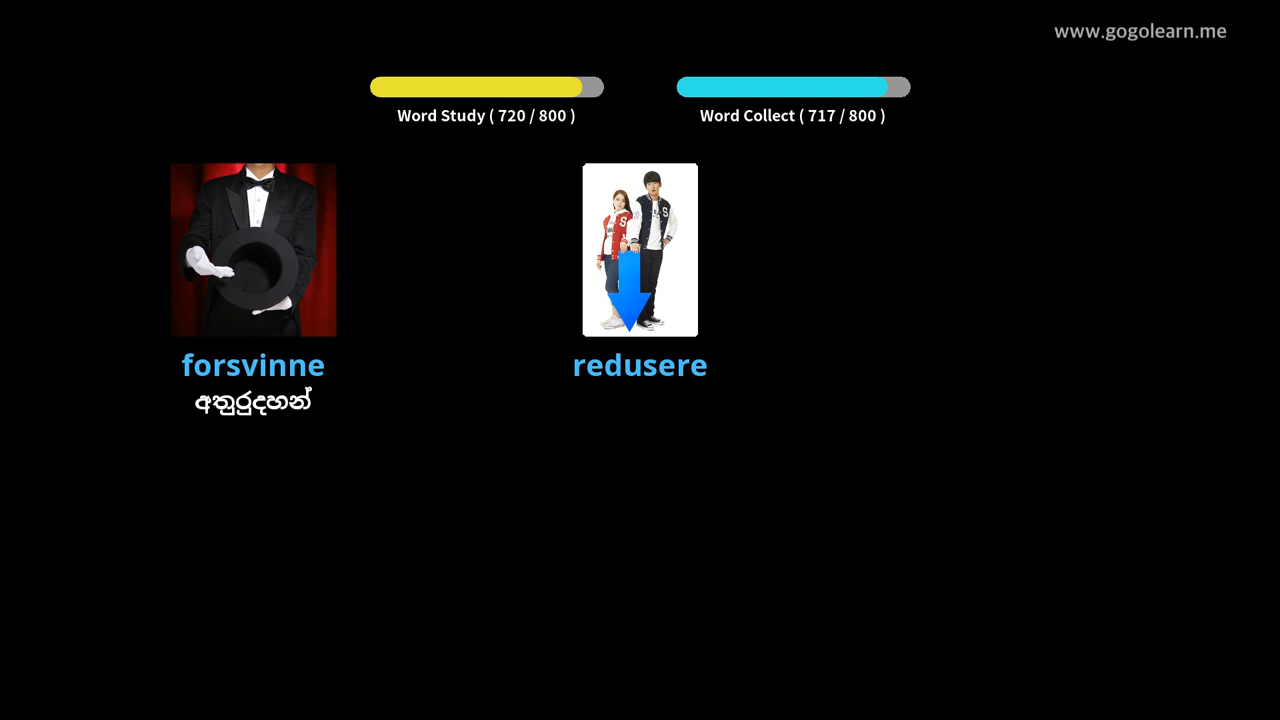 www.gogolearn.me
Word Study ( 720 / 800 )
Word Collect ( 717 / 800 )
S
S
forsvinne
redusere
අතුරුදහන්